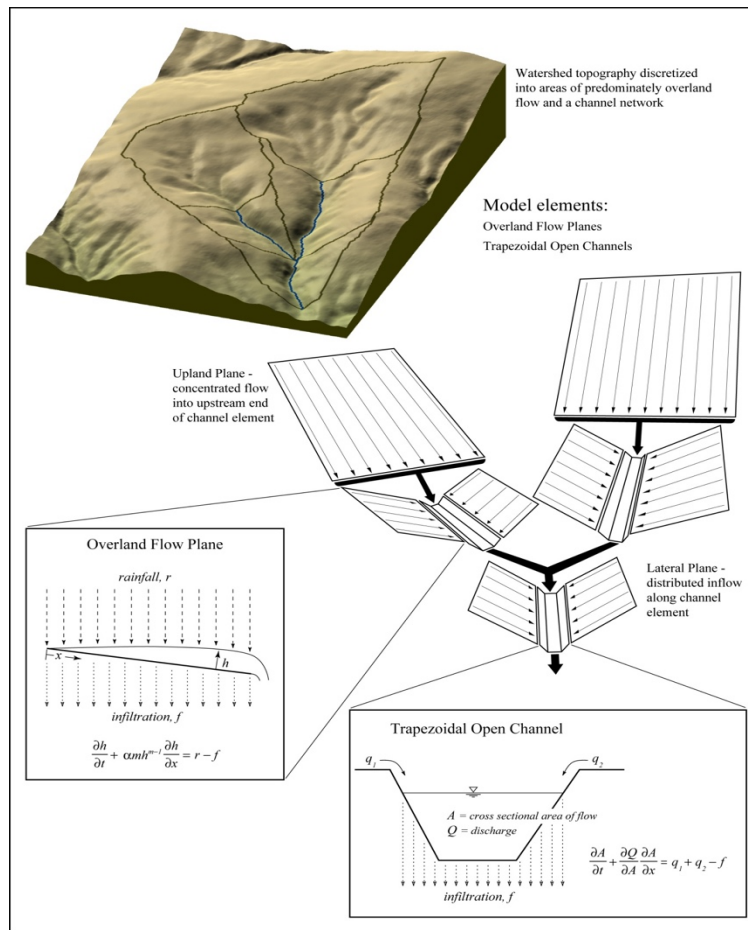 Watershed topography discretized
into areas of predominately overland
flow and a channel network
Model elements:
Overland Flow Planes
Trapezoidal Open Channels
Upland Plane -
concentrated flow
into upstream end
of channel element
Lateral Plane -
distributed inflow
along channel
element
Overland Flow Plane
rainfall, r
x
h
infiltration, f
∂h/∂t + αmh^{m-1} ∂h/∂x = r – f
Trapezoidal Open Channel
q₁
q₂
A = cross sectional area of flow
Q = discharge
∂A/∂t + ∂Q/∂A ∂A/∂x = q₁ + q₂ – f
infiltration, f